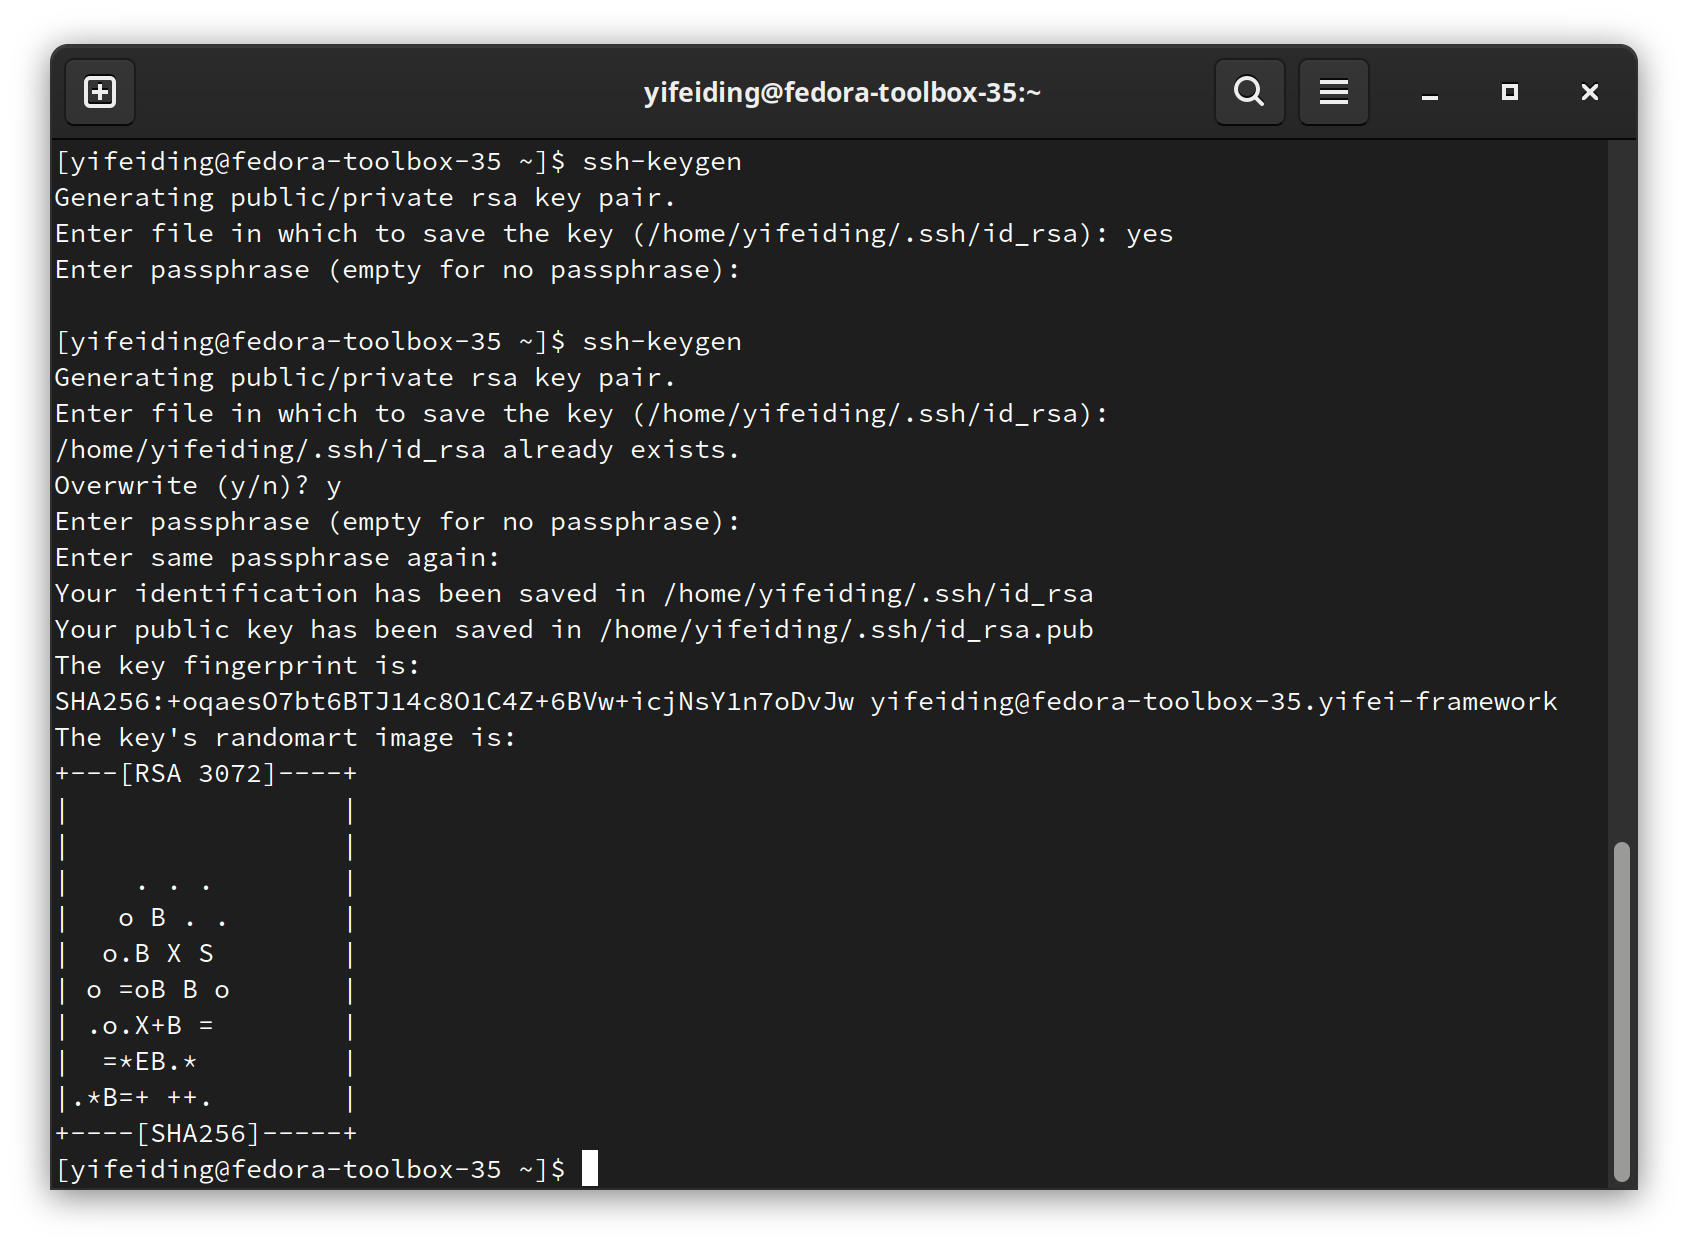 yifeiding@fedora-toolbox-35:~
[yifeiding@fedora-toolbox-35 ~]$ ssh-keygen
Generating public/private rsa key pair.
Enter file in which to save the key (/home/yifeiding/.ssh/id_rsa): yes
Enter passphrase (empty for no passphrase):
[yifeiding@fedora-toolbox-35 ~]$ ssh-keygen
Generating public/private rsa key pair.
Enter file in which to save the key (/home/yifeiding/.ssh/id_rsa):
/home/yifeiding/.ssh/id_rsa already exists.
Overwrite (y/n)? y
Enter passphrase (empty for no passphrase):
Enter same passphrase again:
Your identification has been saved in /home/yifeiding/.ssh/id_rsa
Your public key has been saved in /home/yifeiding/.ssh/id_rsa.pub
The key fingerprint is:
SHA256:+oqaesO7bt6BTJ14c8O1C4Z+6BVw+icjNsY1n7oDvJw yifeiding@fedora-toolbox-35.yifei-framework
The key's randomart image is:
+---[RSA 3072]----+
|                 |
|                 |
|    . . .        |
|   o B . .       |
|  o.B X S        |
| o =oB B o       |
| .o.X+B =        |
|  =*EB.*         |
|.*B=+ ++.        |
+----[SHA256]-----+
[yifeiding@fedora-toolbox-35 ~]$